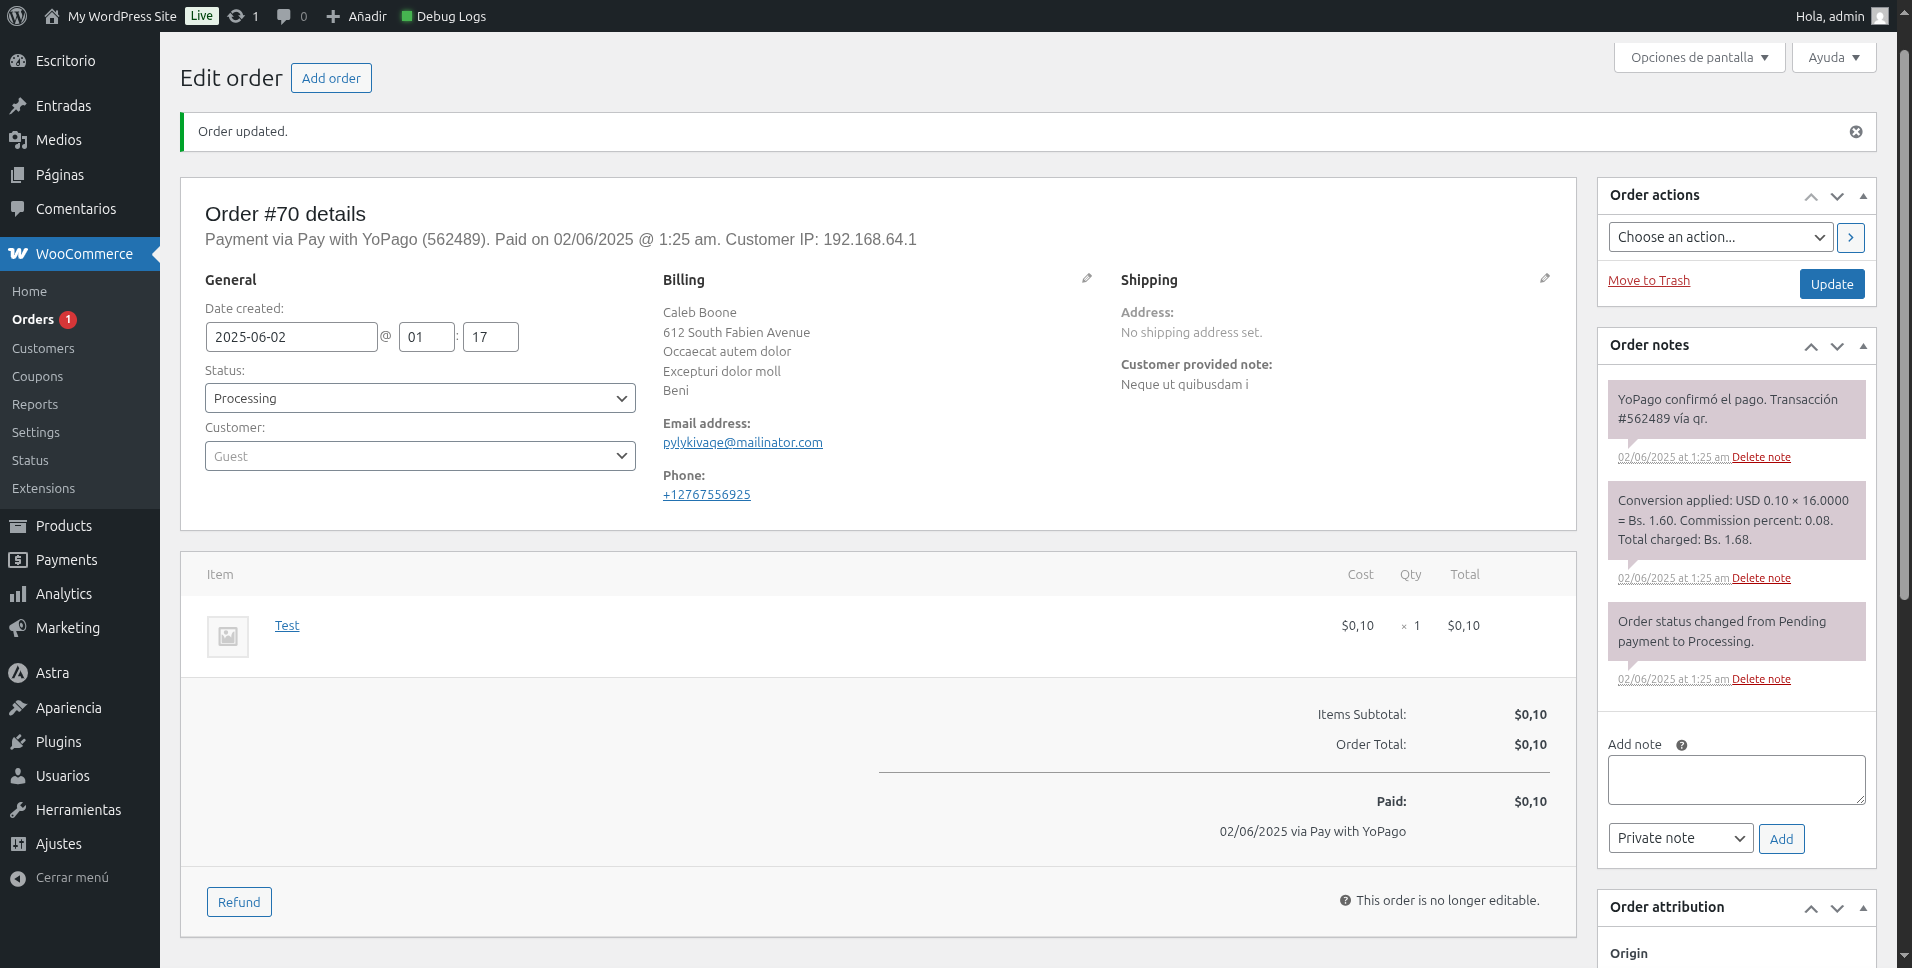 My WordPress Site Live 1 0 Añadir Debug Logs Hola, admin
Escritorio
Entradas
Medios
Páginas
Comentarios
WooCommerce
Home
Orders 1
Customers
Coupons
Reports
Settings
Status
Extensions
Products
Payments
Analytics
Marketing
Astra
Apariencia
Plugins
Usuarios
Herramientas
Ajustes
Cerrar menú
Opciones de pantalla
Ayuda
Edit order Add order
Order updated.
Order #70 details
Payment via Pay with YoPago (562489). Paid on 02/06/2025 @ 1:25 am. Customer IP: 192.168.64.1
General
Date created:
2025-06-02 @ 01 : 17
Status:
Processing
Customer:
Guest
Billing
Caleb Boone
612 South Fabien Avenue
Occaecat autem dolor
Excepturi dolor moll
Beni
Email address:
pylykivaqe@mailinator.com
Phone:
+12767556925
Shipping
Address:
No shipping address set.
Customer provided note:
Neque ut quibusdam i
Item Cost Qty Total
Test $0,10 × 1 $0,10
Items Subtotal: $0,10
Order Total: $0,10
Paid: $0,10
02/06/2025 via Pay with YoPago
Refund
This order is no longer editable.
Order actions
Choose an action...
Move to Trash
Update
Order notes
YoPago confirmó el pago. Transacción
#562489 vía qr.
02/06/2025 at 1:25 am Delete note
Conversion applied: USD 0.10 × 16.0000
= Bs. 1.60. Commission percent: 0.08.
Total charged: Bs. 1.68.
02/06/2025 at 1:25 am Delete note
Order status changed from Pending
payment to Processing.
02/06/2025 at 1:25 am Delete note
Add note
Private note
Add
Order attribution
Origin